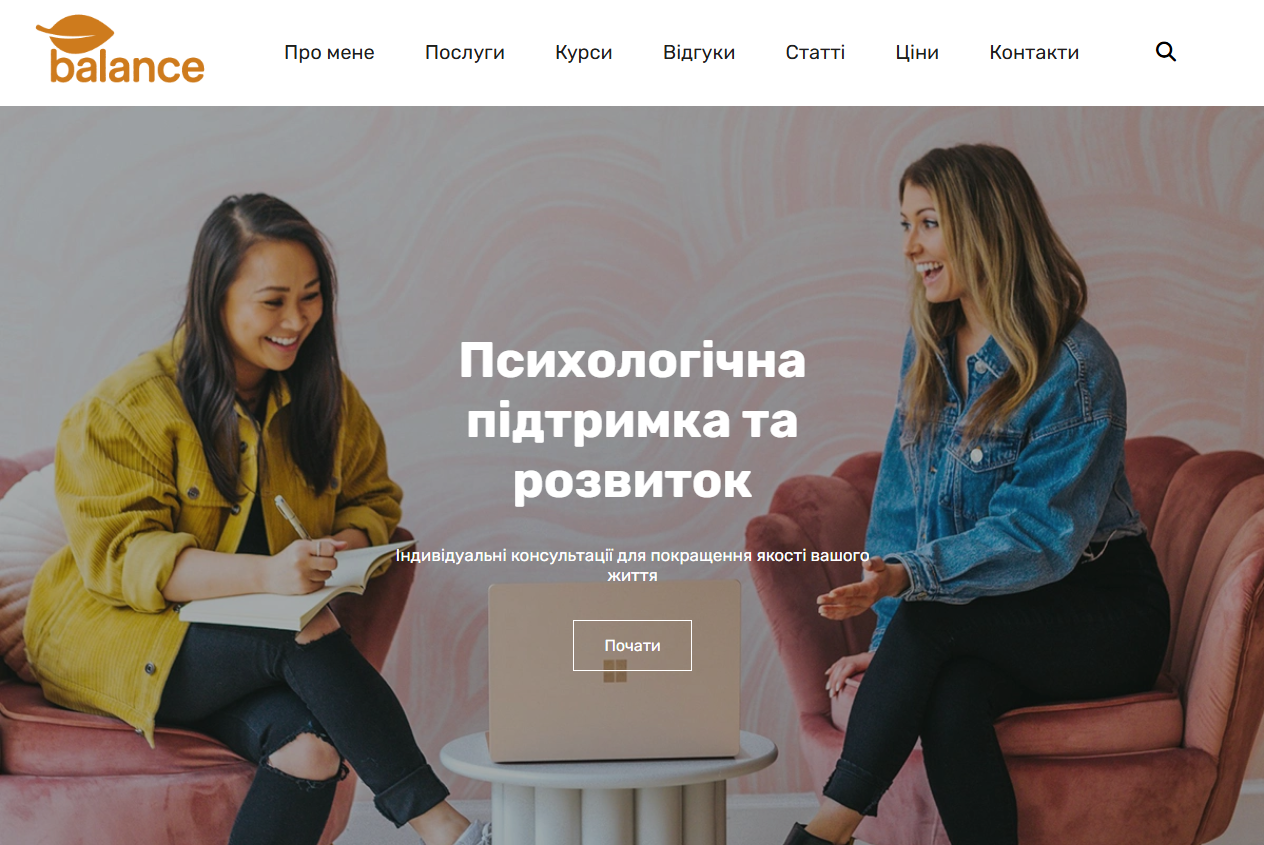 balance
Про мене Послуги Курси Відгуки Статті Ціни Контакти
Психологічна
підтримка та
розвиток
Індивідуальні консультації для покращення якості вашого
життя
Почати